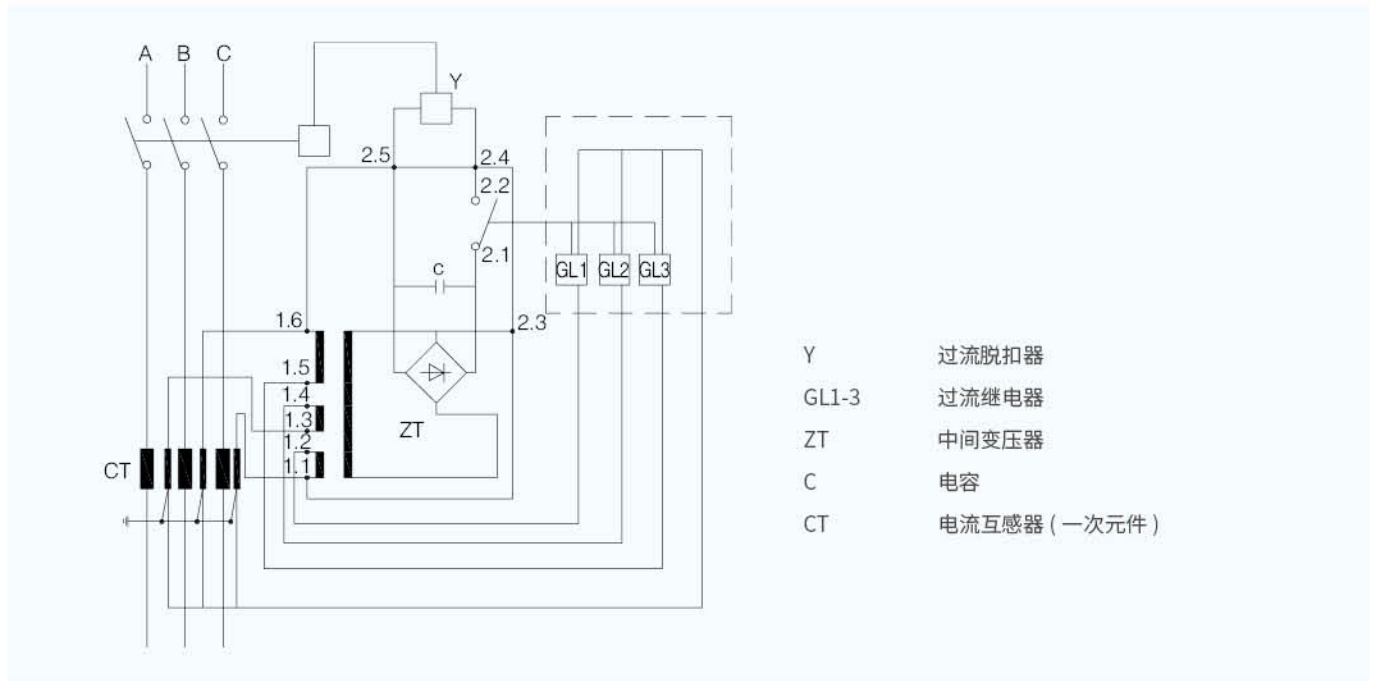 A B C
Y
2.5 2.4
2.2
2.1
GL1 GL2 GL3
C
1.6
2.3
1.5
1.4
1.3
ZT
1.2
1.1
CT
Y 过流脱扣器
GL1-3 过流继电器
ZT 中间变压器
C 电容
CT 电流互感器 ( 一次元件 )